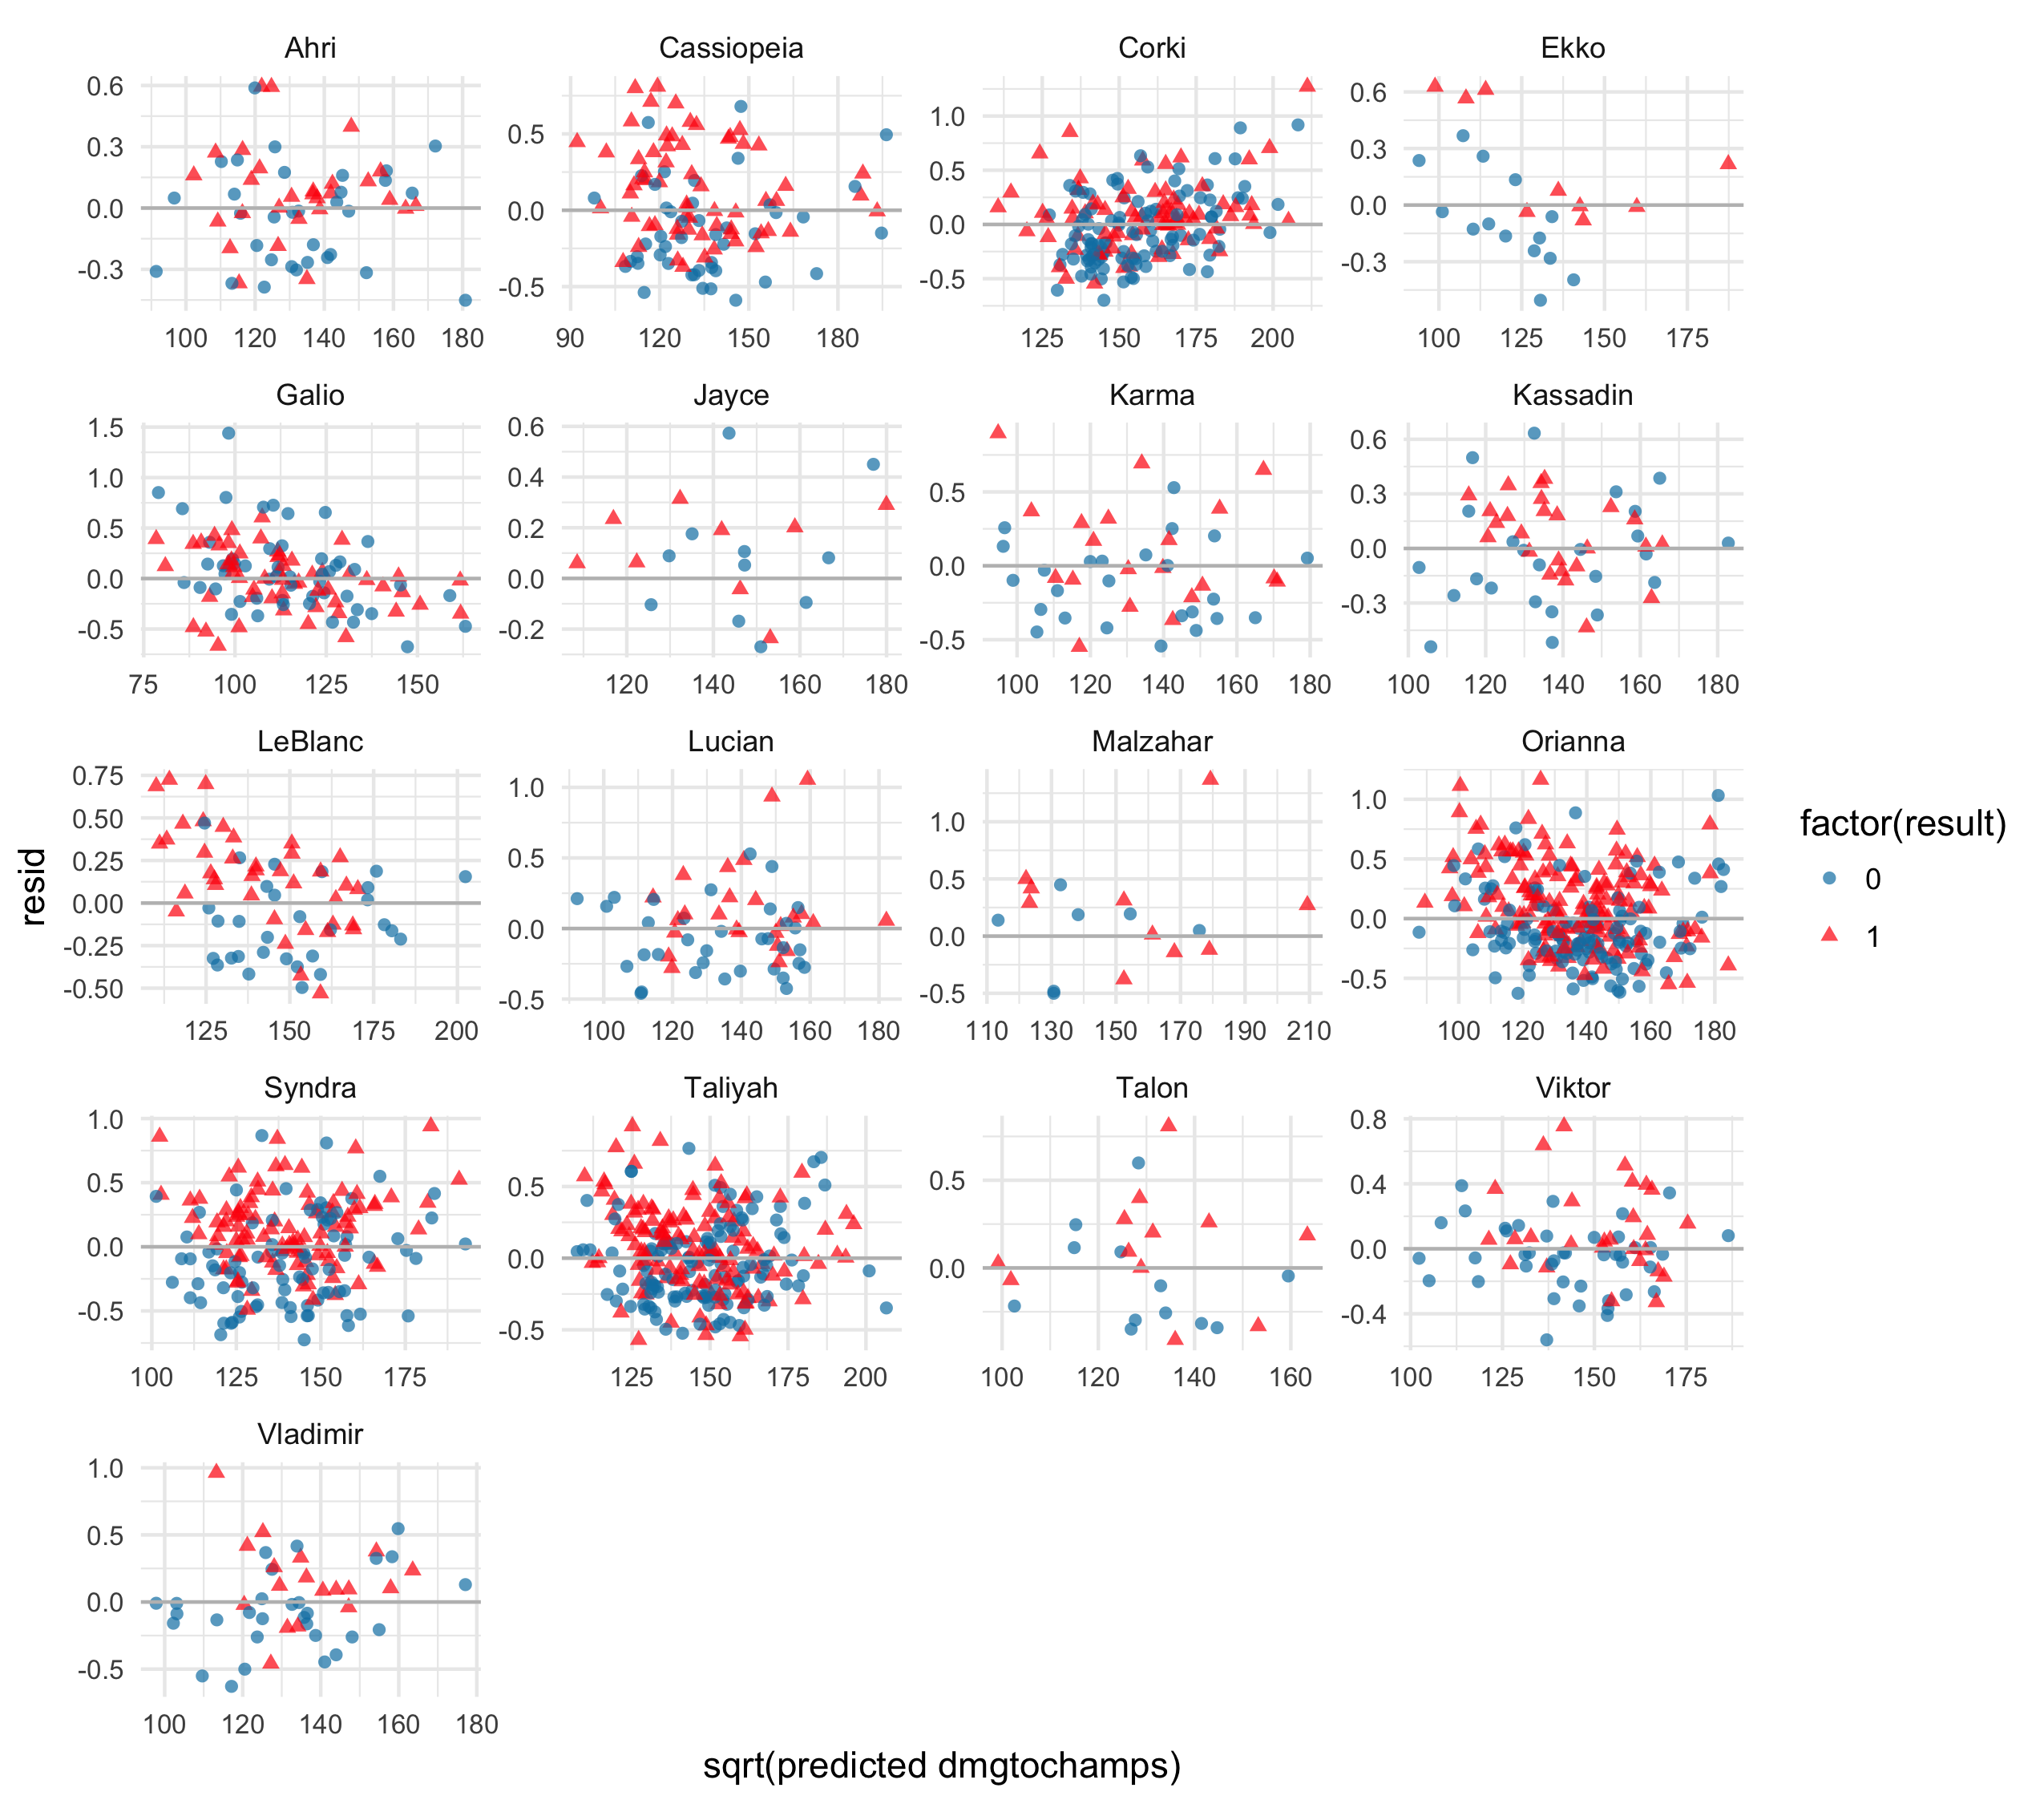 Ahri Cassiopeia Corki Ekko
0.6 0.3 0.0 -0.3
0.5 0.0 -0.5
1.0 0.5 0.0 -0.5
0.6 0.3 0.0 -0.3
100 120 140 160 180
90 120 150 180
125 150 175 200
100 125 150 175
Galio Jayce Karma Kassadin
1.5 1.0 0.5 0.0 -0.5
0.6 0.4 0.2 0.0 -0.2
0.5 0.0 -0.5
0.6 0.3 0.0 -0.3
75 100 125 150
120 140 160 180
100 120 140 160 180
100 120 140 160 180
LeBlanc Lucian Malzahar Orianna
0.75 0.50 0.25 0.00 -0.25 -0.50
1.0 0.5 0.0 -0.5
1.0 0.5 0.0 -0.5
1.0 0.5 0.0 -0.5
125 150 175 200
100 120 140 160 180
110 130 150 170 190 210
100 120 140 160 180
Syndra Taliyah Talon Viktor
1.0 0.5 0.0 -0.5
0.5 0.0 -0.5
0.5 0.0
0.8 0.4 0.0 -0.4
100 125 150 175
125 150 175 200
100 120 140 160
100 125 150 175
Vladimir
1.0 0.5 0.0 -0.5
100 120 140 160 180
resid
sqrt(predicted dmgtochamps)
factor(result)
0
1